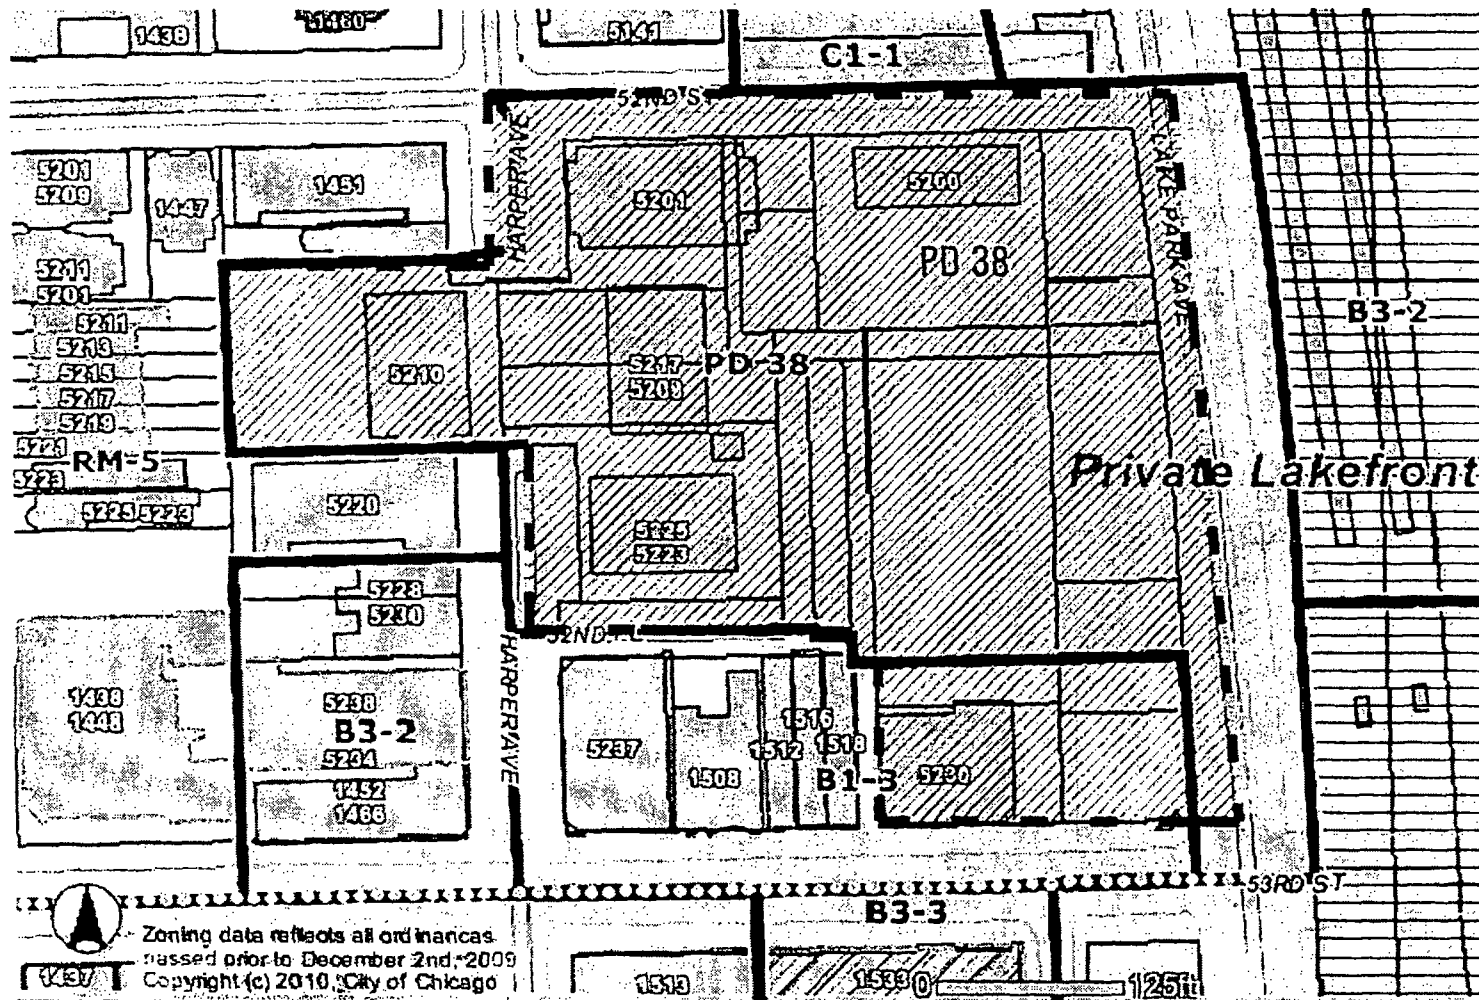 1438
1460
5141
C1-1
52ND ST
HARPER AVE
LAKE PARK AVE
5201
5209
1447
1451
5201
5200
PD 38
5211
5201
5211
5213
5215
5217
5219
5221
5223
5225 5223
RM-5
5210
5217
5209
PD-38
B3-2
Private Lakefront
5220
5225
5223
5228
5230
52ND PL
HARPER AVE
1438
1448
5238
B3-2
5234
1452
1466
5237
1508
1512
1516
1518
B1-3
5230
53RD ST
B3-3
Zoning data reflects all ordinances
passed prior to December 2nd, 2009
Copyright (c) 2010, City of Chicago
1437
1513
1533
0
125ft